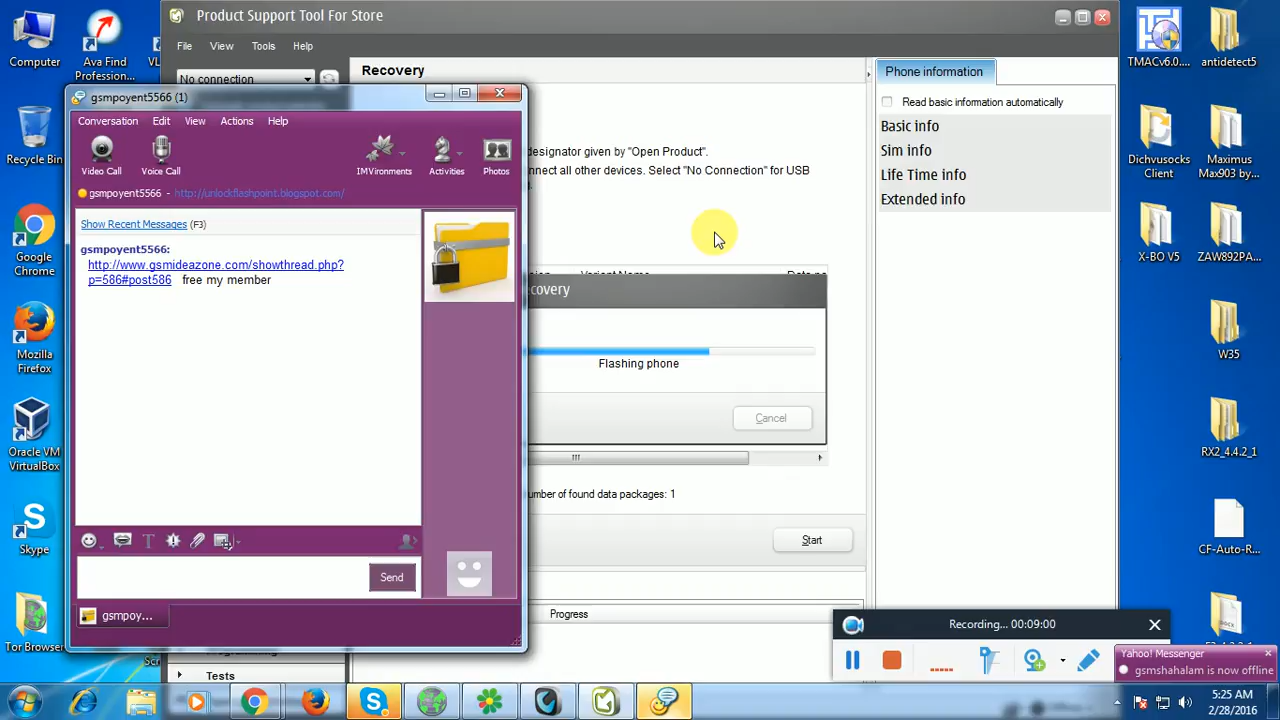 Product Support Tool For Store
File View Tools Help
No connection
Recovery
Phone information
Read basic information automatically
Basic info
Sim info
Life Time info
Extended info
designator given by "Open Product".
nnect all other devices. Select "No Connection" for USB
Variant Name
covery
Flashing phone
Cancel
umber of found data packages: 1
Start
Progress
Tests
gsmpoyent5566 (1)
Conversation Edit View Actions Help
Video Call Voice Call IMVironments Activities Photos
gsmpoyent5566 - http://unlockflashpoint.blogspot.com/
Show Recent Messages (F3)
gsmpoyent5566:
http://www.gsmideazone.com/showthread.php?
p=586#post586 free my member
Send
gsmpoy...
Computer
Ava Find
Profession...
VL
Recycle Bin
Google
Chrome
Mozilla
Firefox
Oracle VM
VirtualBox
Skype
Tor Browser
TMACv6.0....
antidetect5
Dichvusocks
Client
Maximus
Max903 by...
X-BO V5
ZAW892PA...
W35
RX2_4.4.2_1
CF-Auto-R...
Recording... 00:09:00
Yahoo! Messenger
gsmshahalam is now offline
5:25 AM
2/28/2016